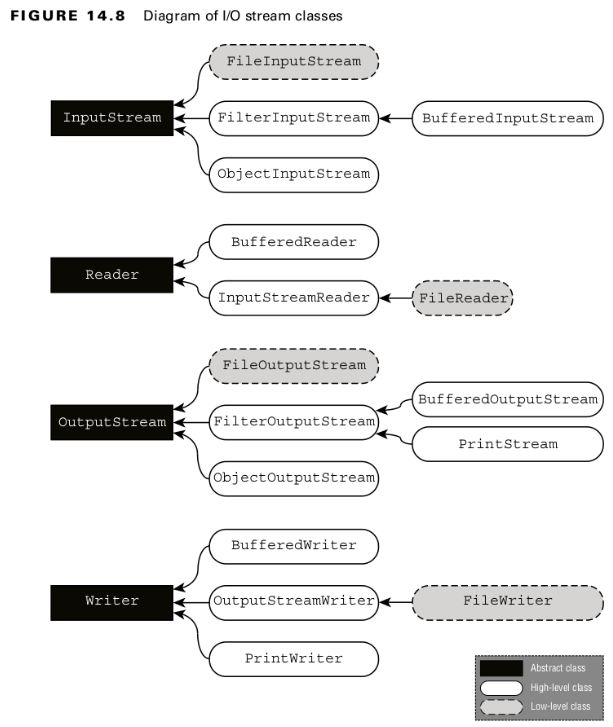 FIGURE 14.8 Diagram of I/O stream classes
FileInputStream
InputStream
FilterInputStream
BufferedInputStream
ObjectInputStream
BufferedReader
Reader
InputStreamReader
FileReader
FileOutputStream
BufferedOutputStream
OutputStream
FilterOutputStream
PrintStream
ObjectOutputStream
BufferedWriter
Writer
OutputStreamWriter
FileWriter
PrintWriter
Abstract class
High-level class
Low-level class